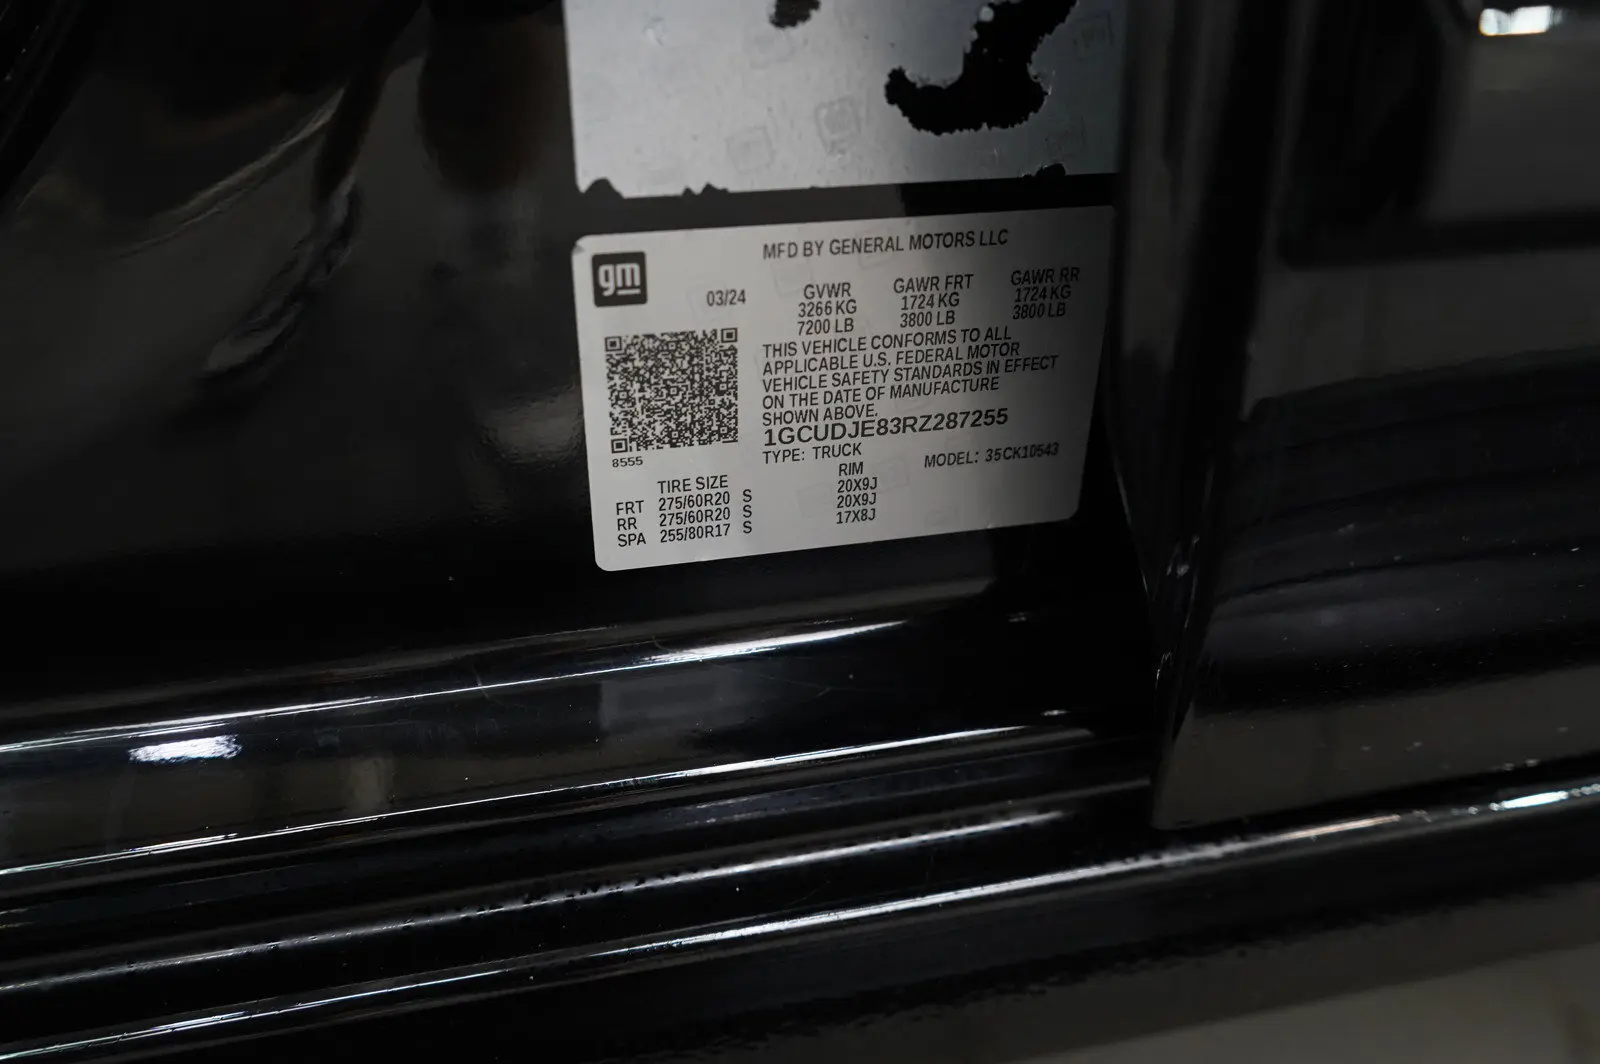 MFD BY GENERAL MOTORS LLC
gm
03/24
GVWR GAWR FRT GAWR RR
3266 KG 1724 KG 1724 KG
7200 LB 3800 LB 3800 LB
THIS VEHICLE CONFORMS TO ALL
APPLICABLE U.S. FEDERAL MOTOR
VEHICLE SAFETY STANDARDS IN EFFECT
ON THE DATE OF MANUFACTURE
SHOWN ABOVE.
1GCUDJE83RZ287255
8555
TYPE: TRUCK MODEL: 35CK10543
TIRE SIZE RIM
FRT 275/60R20 S 20X9J
RR 275/60R20 S 20X9J
SPA 255/80R17 S 17X8J